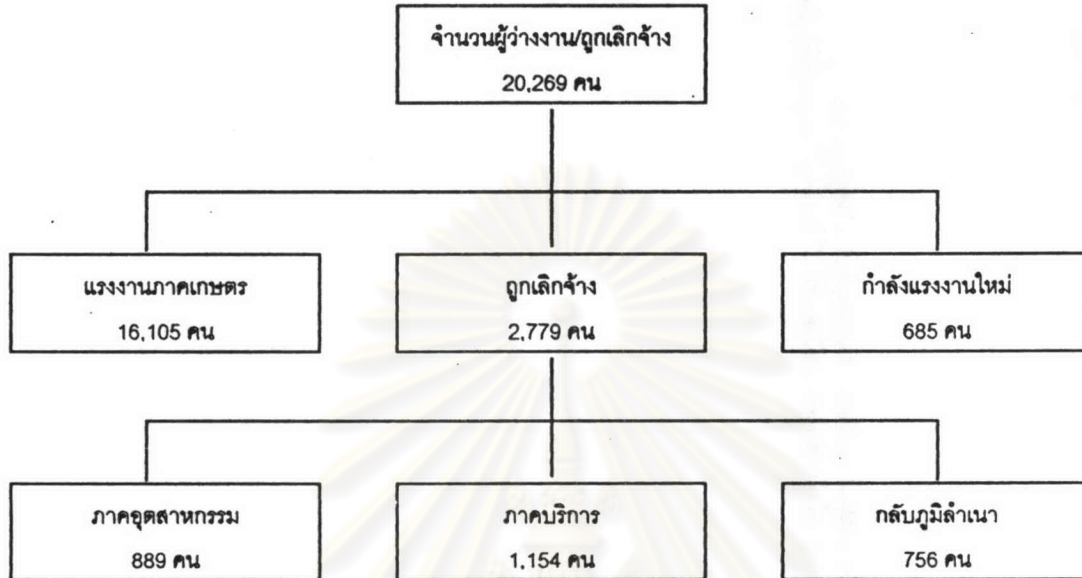 จำนวนผู้ว่างงาน/ถูกเลิกจ้าง
20,269 คน
แรงงานภาคเกษตร
16,105 คน
ถูกเลิกจ้าง
2,779 คน
กำลังแรงงานใหม่
685 คน
ภาคอุตสาหกรรม
889 คน
ภาคบริการ
1,154 คน
กลับภูมิลำเนา
756 คน